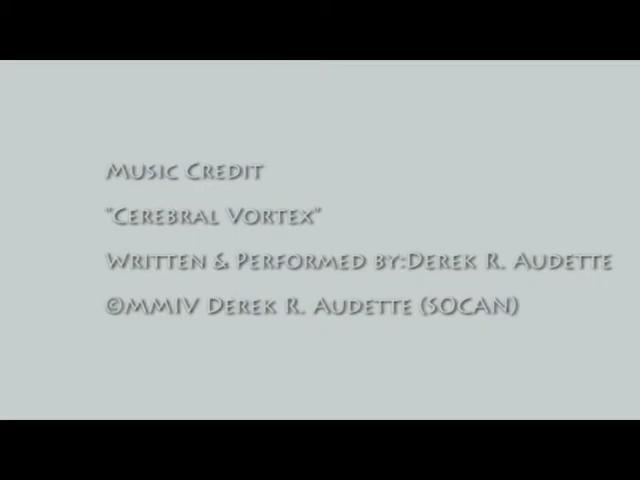 Music Credit
"Cerebral Vortex"
Written & Performed by:Derek R. Audette
©MMIV Derek R. Audette (SOCAN)